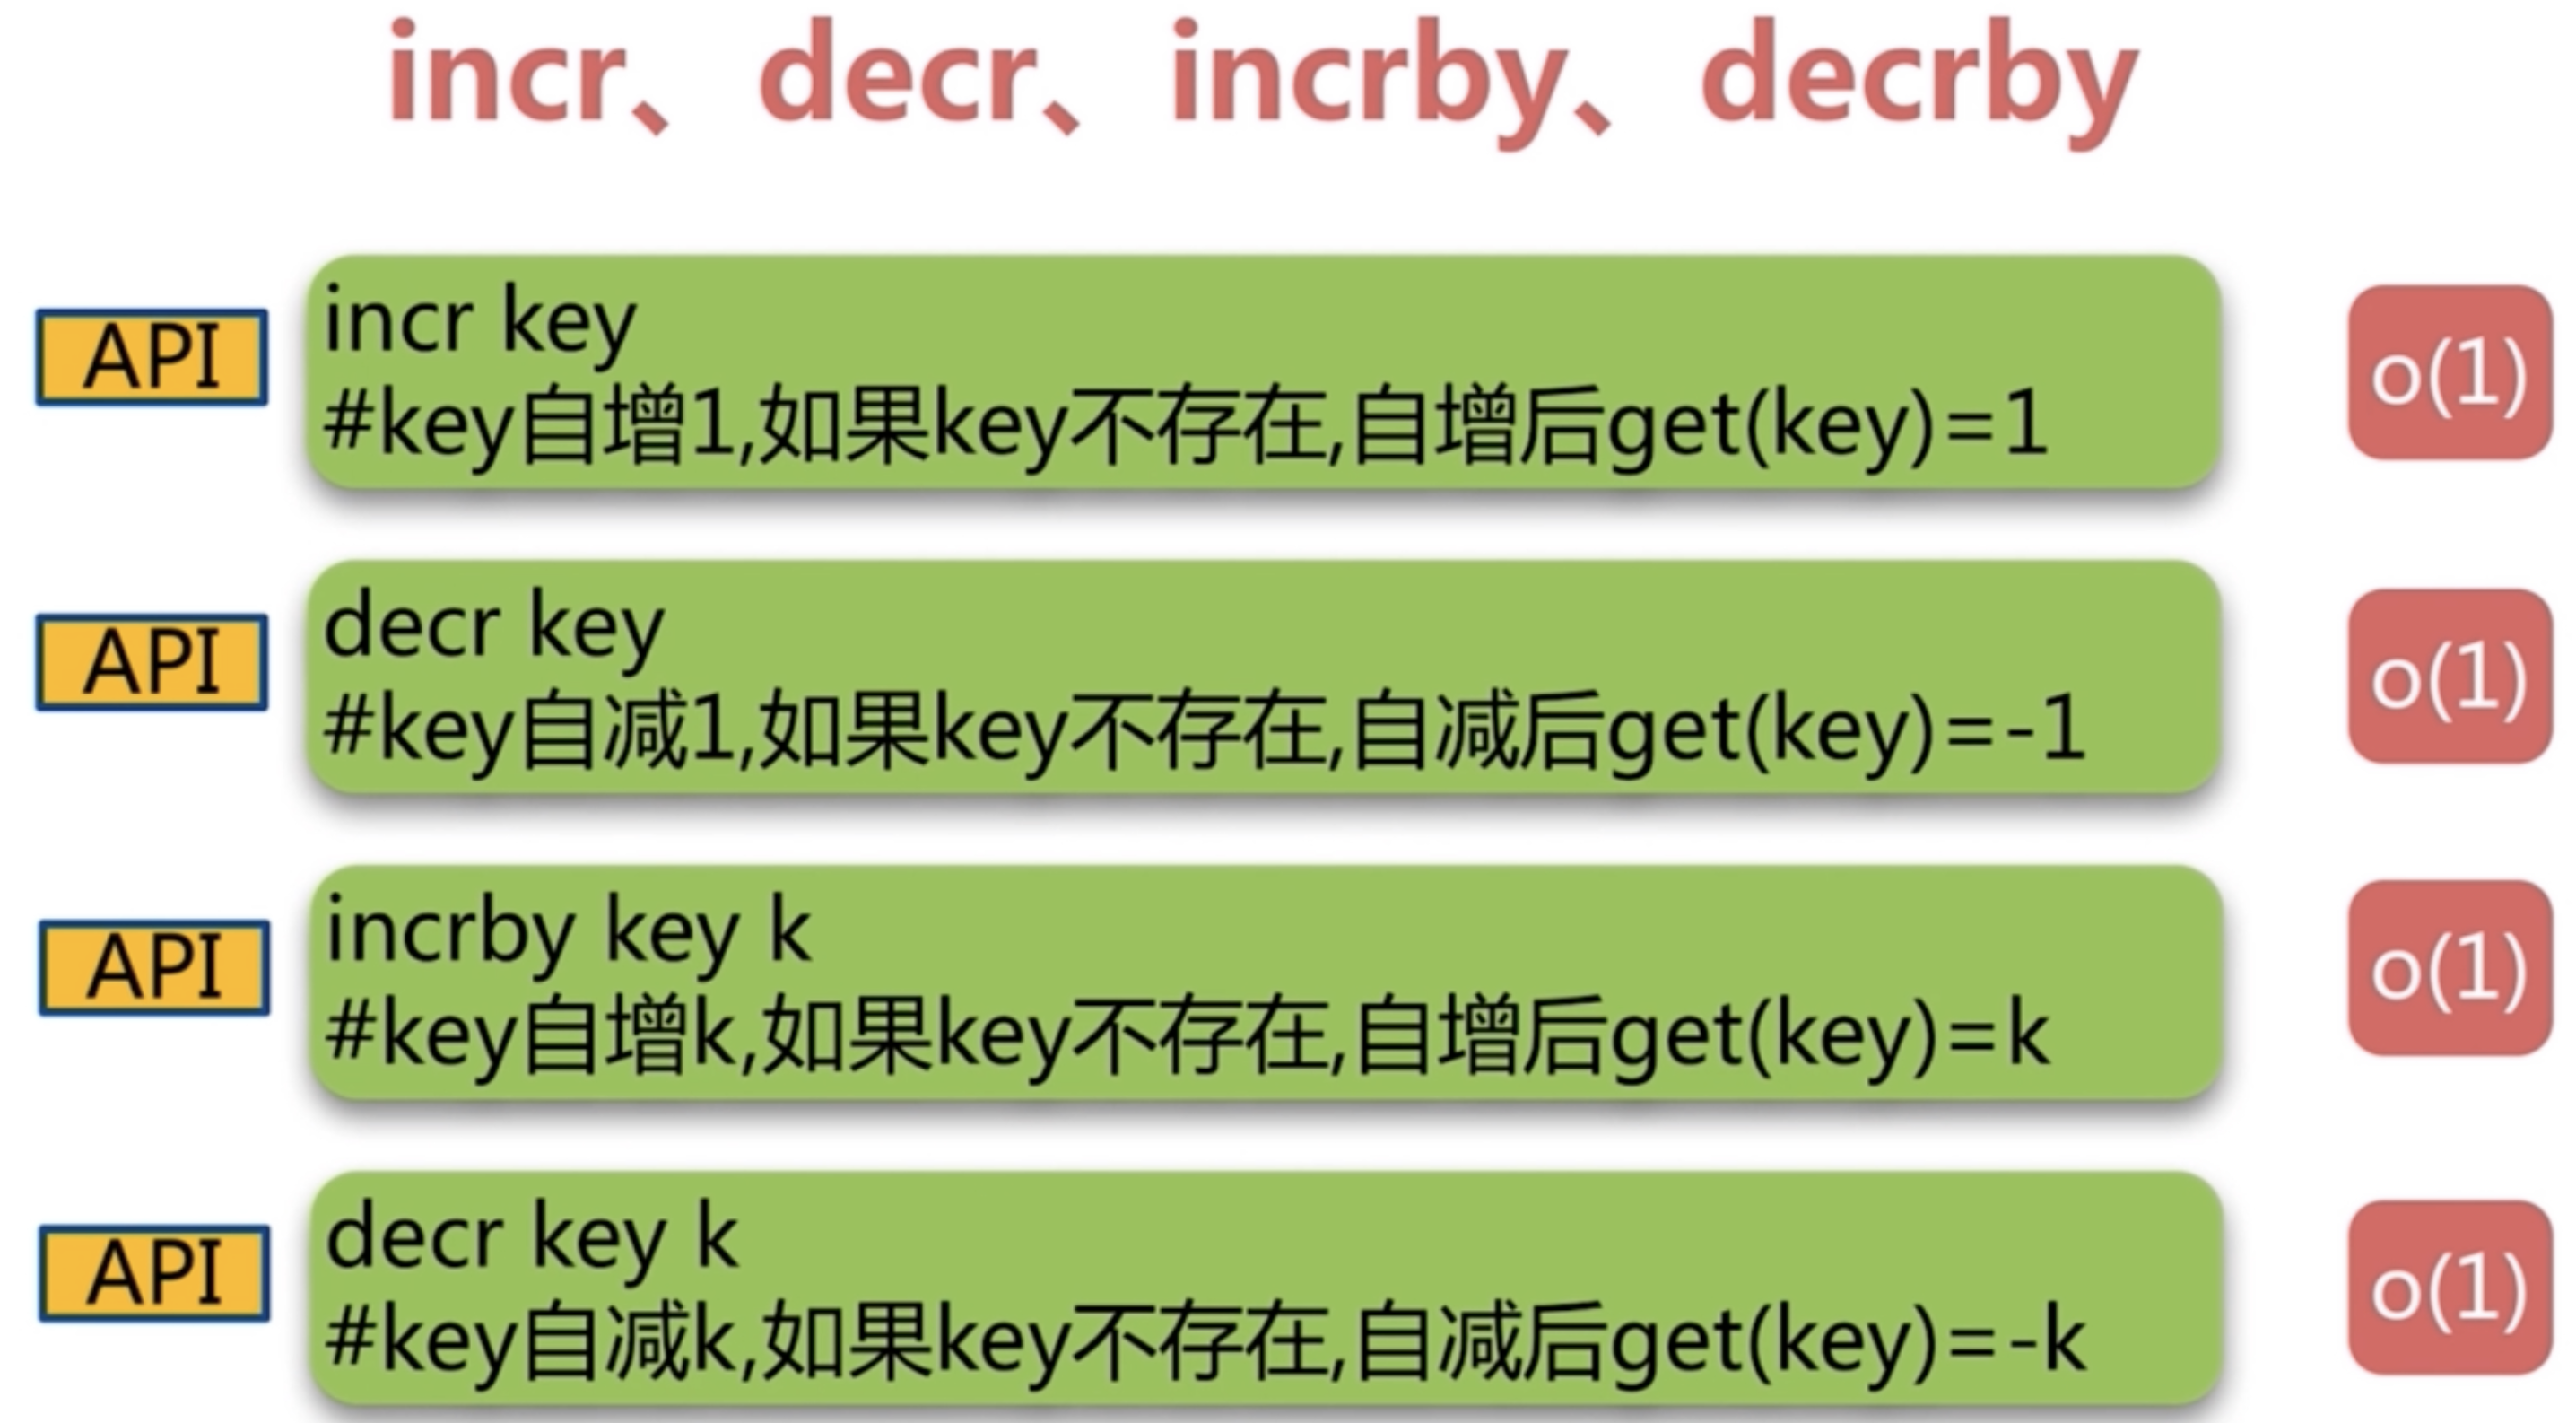 incr、decr、incrby、decrby
API
incr key
#key自增1,如果key不存在,自增后get(key)=1
o(1)
API
decr key
#key自减1,如果key不存在,自减后get(key)=-1
o(1)
API
incrby key k
#key自增k,如果key不存在,自增后get(key)=k
o(1)
API
decr key k
#key自减k,如果key不存在,自减后get(key)=-k
o(1)